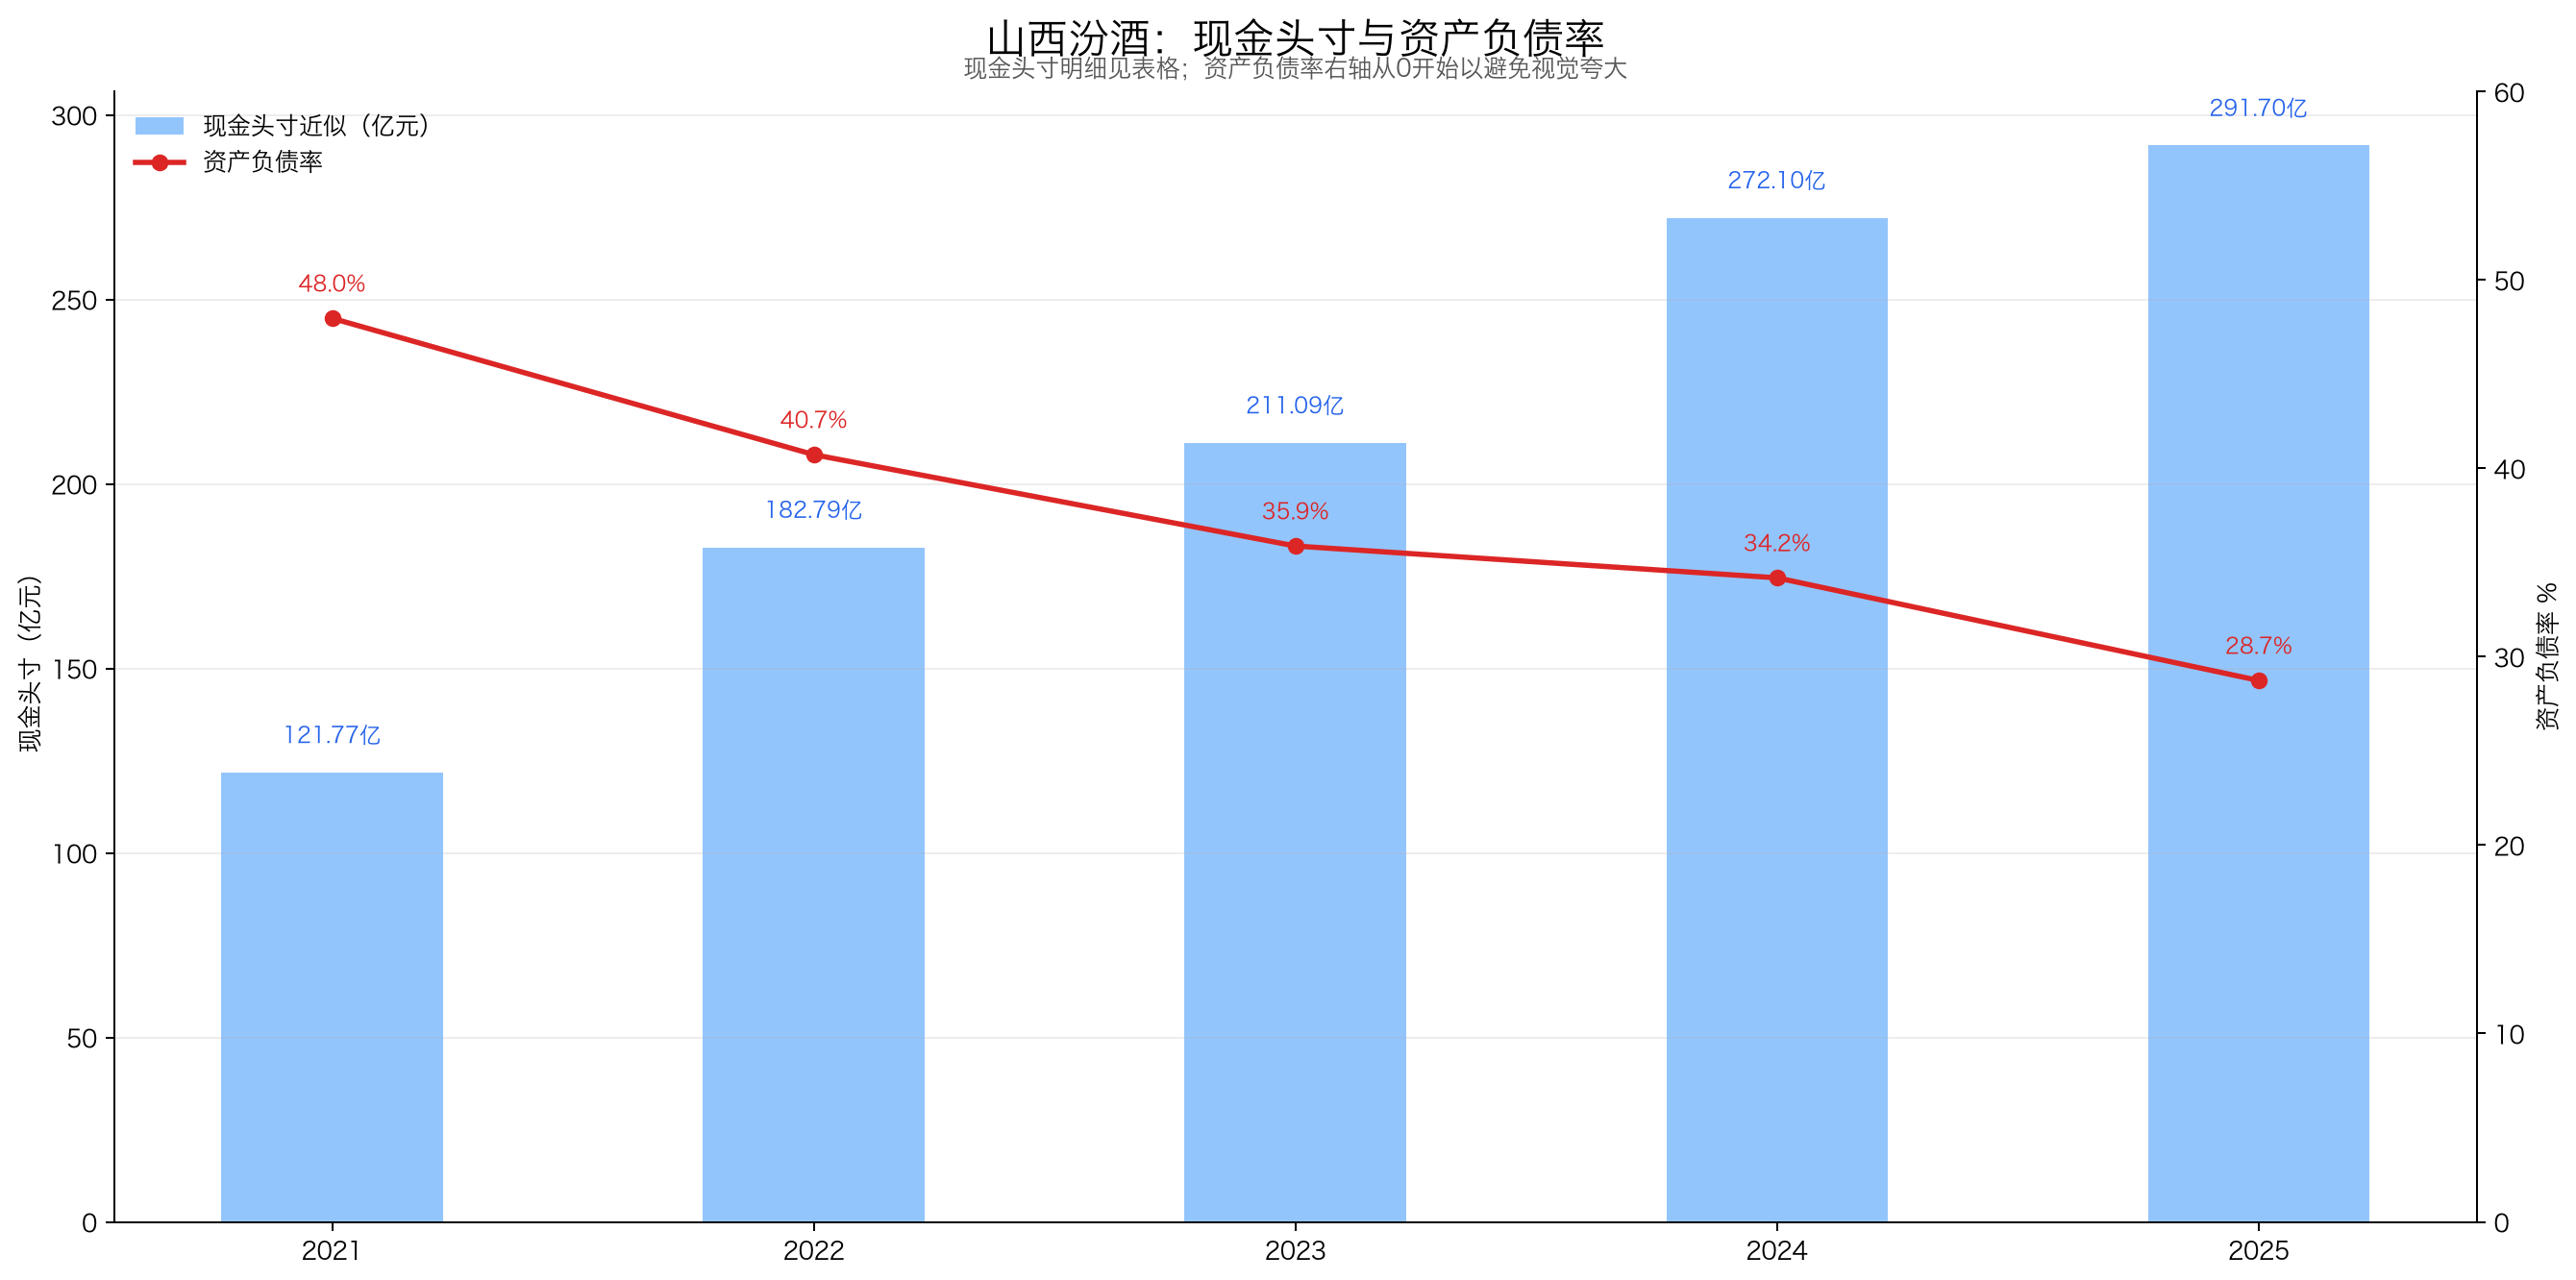 山西汾酒：现金头寸与资产负债率
现金头寸明细见表格；资产负债率右轴从0开始以避免视觉夸大
现金头寸近似（亿元）
资产负债率
现金头寸（亿元）
300
250
200
150
100
50
0
121.77亿
182.79亿
211.09亿
272.10亿
291.70亿
48.0%
40.7%
35.9%
34.2%
28.7%
60
50
40
30
20
10
0
资产负债率 %
2021 2022 2023 2024 2025